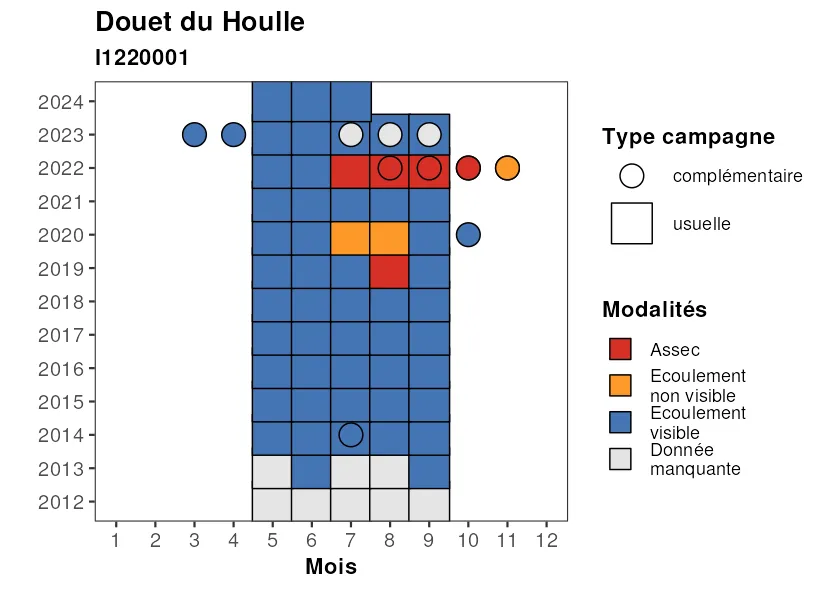 Douet du Houlle
I1220001
2024
2023
2022
2021
2020
2019
2018
2017
2016
2015
2014
2013
2012
1 2 3 4 5 6 7 8 9 10 11 12
Mois
Type campagne
complémentaire
usuelle
Modalités
Assec
Ecoulement
non visible
Ecoulement
visible
Donnée
manquante